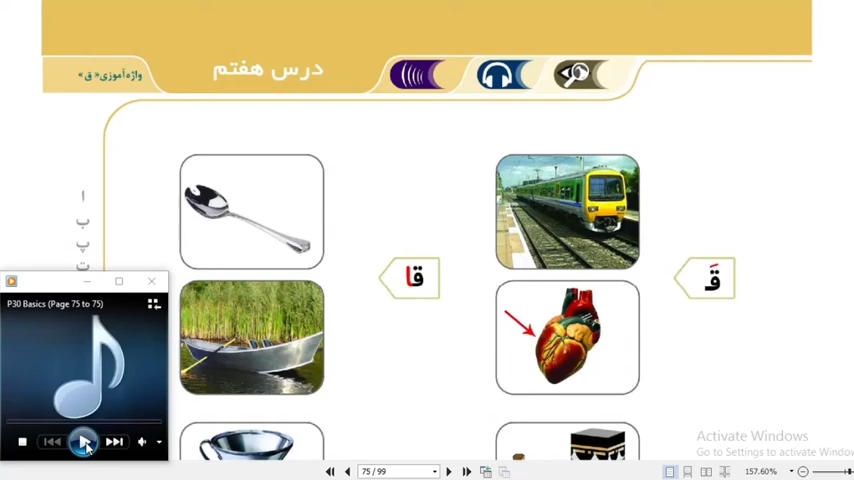 درس هفتم
واژه‌آموزی « ق »
قَـ
قا
ا
ب
پ
ت
P30 Basics (Page 75 to 75)
75 / 99
157.60%
Activate Windows
Go to Settings to activate Windows